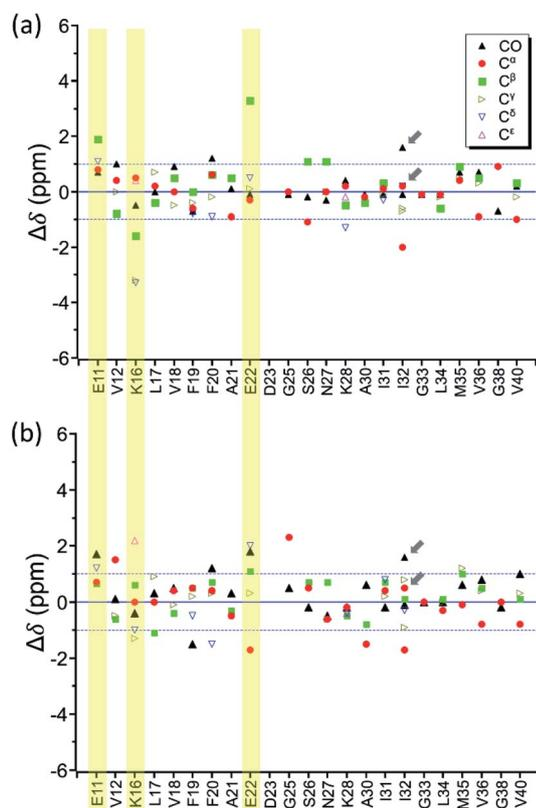 (a)
6
4
2
0
-2
-4
-6
Δδ (ppm)
CO
Cα
Cβ
Cγ
Cδ
Cε
E11 V12 K16 L17 V18 F19 F20 A21 E22 D23 G25 S26 N27 K28 A30 I31 I32 G33 L34 M35 V36 G38 V40
(b)
6
4
2
0
-2
-4
-6
Δδ (ppm)
E11 V12 K16 L17 V18 F19 F20 A21 E22 D23 G25 S26 N27 K28 A30 I31 I32 G33 L34 M35 V36 G38 V40